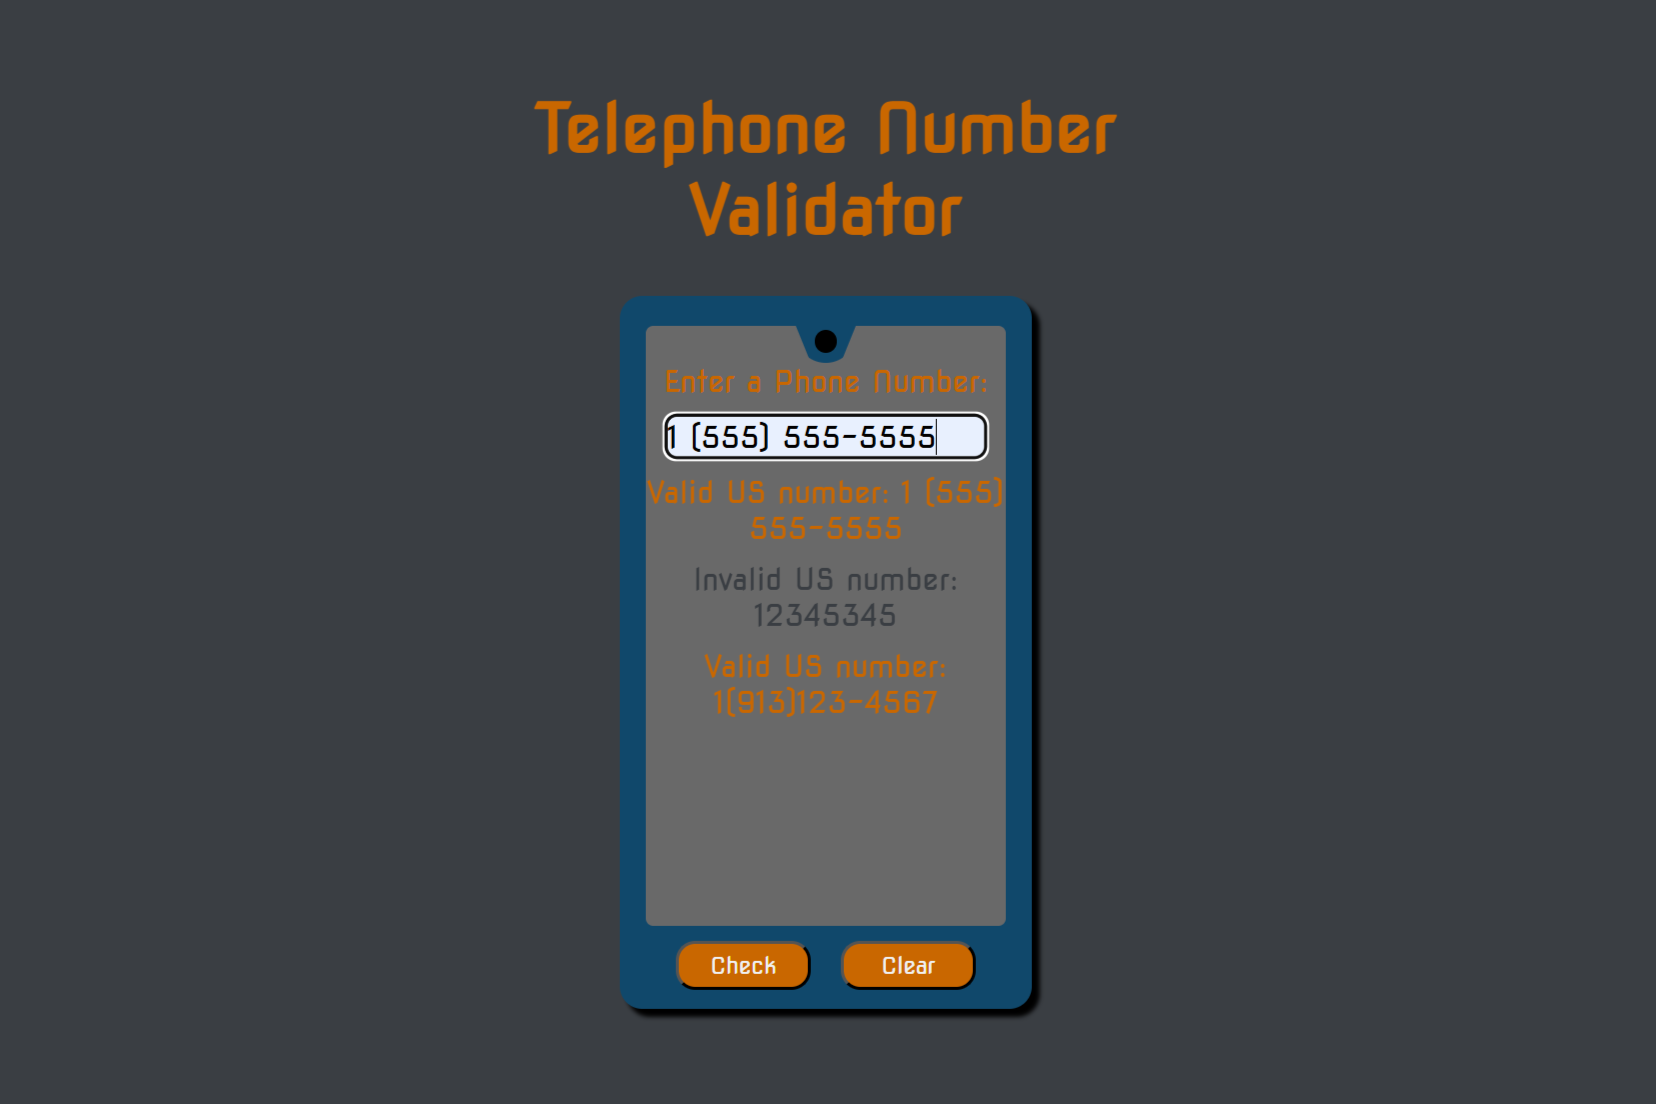 Telephone Number
Validator
Enter a Phone Number:
1 (555) 555-5555
Valid US number: 1 (555)
555-5555
Invalid US number:
12345345
Valid US number:
1(913)123-4567
Check
Clear